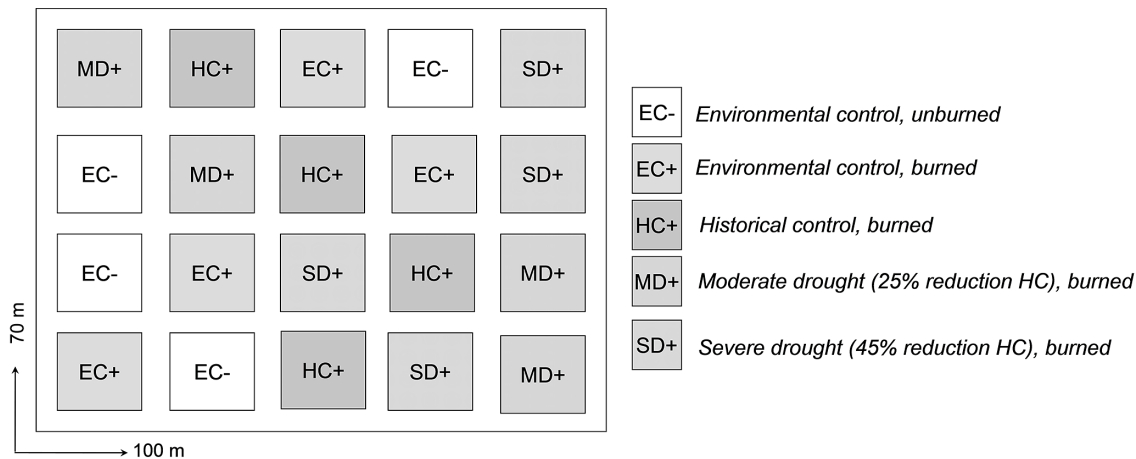 MD+ HC+ EC+ EC- SD+
EC- MD+ HC+ EC+ SD+
EC- EC+ SD+ HC+ MD+
EC+ EC- HC+ SD+ MD+
70 m
100 m
EC- Environmental control, unburned
EC+ Environmental control, burned
HC+ Historical control, burned
MD+ Moderate drought (25% reduction HC), burned
SD+ Severe drought (45% reduction HC), burned